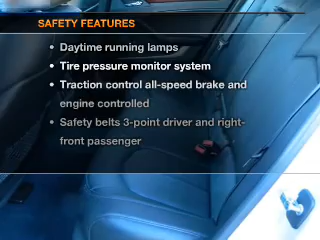 SAFETY FEATURES
• Daytime running lamps
• Tire pressure monitor system
• Traction control all-speed brake and
engine controlled
• Safety belts 3-point driver and right-
front passenger